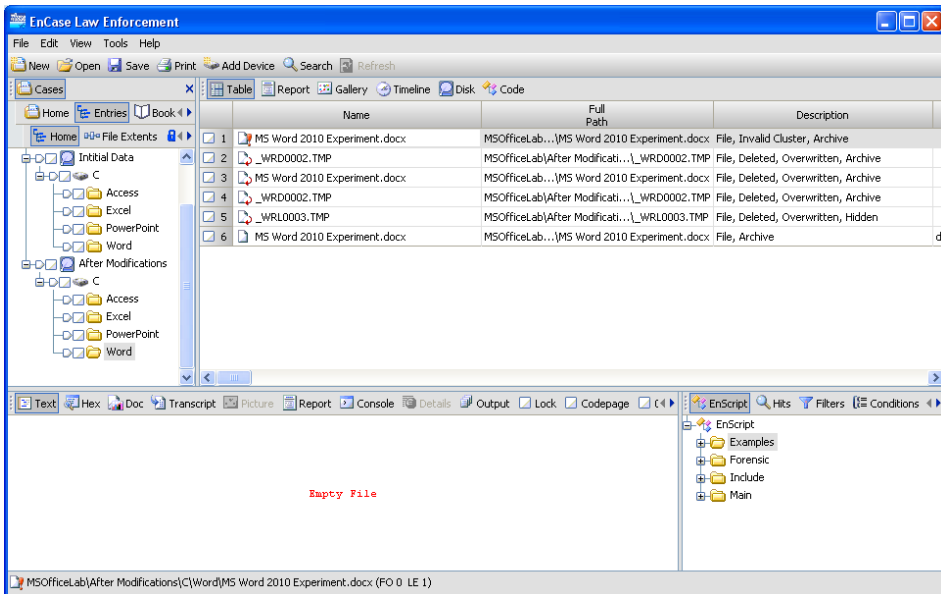 EnCase Law Enforcement
File Edit View Tools Help
New Open Save Print Add Device Search Refresh
Cases
Table Report Gallery Timeline Disk Code
Home Entries Book
Home File Extents
Name Full Path Description
1 MS Word 2010 Experiment.docx MSOfficeLab...\MS Word 2010 Experiment.docx File, Invalid Cluster, Archive
2 _WRD0002.TMP MSOfficeLab\After Modificati...\_WRD0002.TMP File, Deleted, Overwritten, Archive
3 MS Word 2010 Experiment.docx MSOfficeLab...\MS Word 2010 Experiment.docx File, Deleted, Overwritten, Archive
4 _WRD0002.TMP MSOfficeLab\After Modificati...\_WRD0002.TMP File, Deleted, Overwritten, Archive
5 _WRL0003.TMP MSOfficeLab\After Modificati...\_WRL0003.TMP File, Deleted, Overwritten, Hidden
6 MS Word 2010 Experiment.docx MSOfficeLab...\MS Word 2010 Experiment.docx File, Archive d
Intitial Data
C
Access
Excel
PowerPoint
Word
After Modifications
C
Access
Excel
PowerPoint
Word
Text Hex Doc Transcript Picture Report Console Details Output Lock Codepage
Empty File
EnScript Hits Filters Conditions
EnScript
Examples
Forensic
Include
Main
MSOfficeLab\After Modifications\C\Word\MS Word 2010 Experiment.docx (FO 0 LE 1)